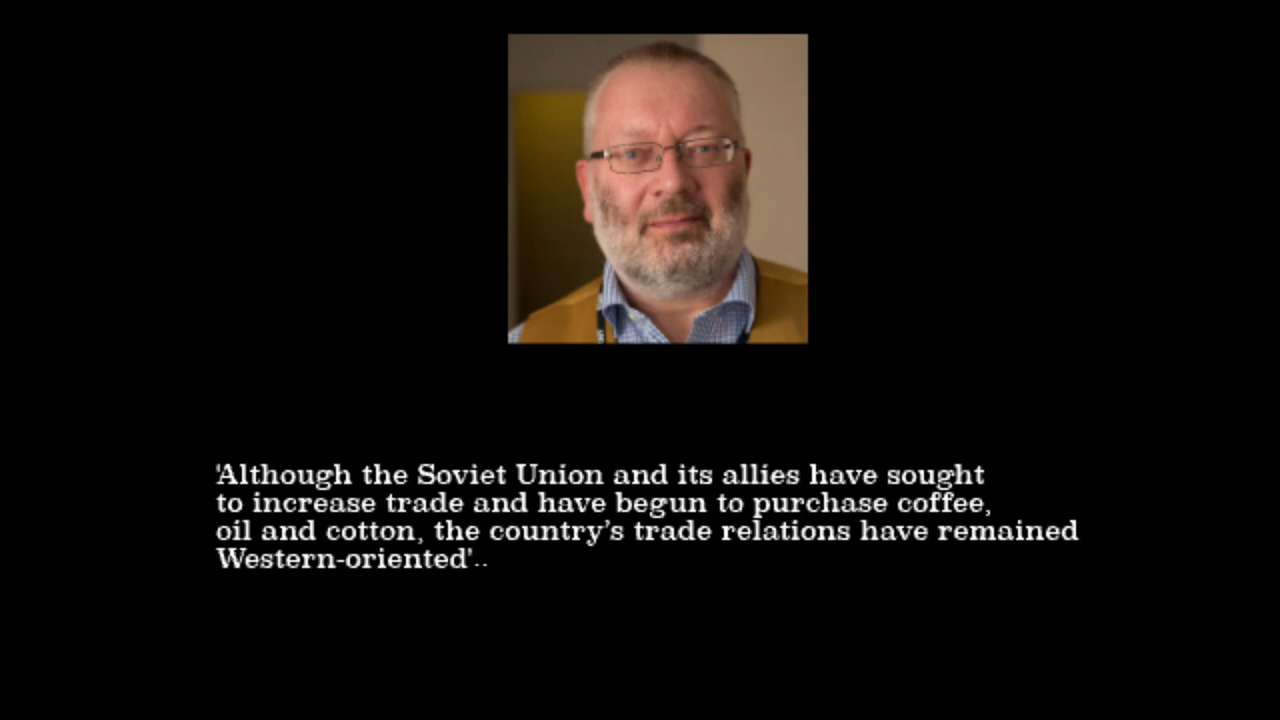 'Although the Soviet Union and its allies have sought
to increase trade and have begun to purchase coffee,
oil and cotton, the country’s trade relations have remained
Western-oriented'..